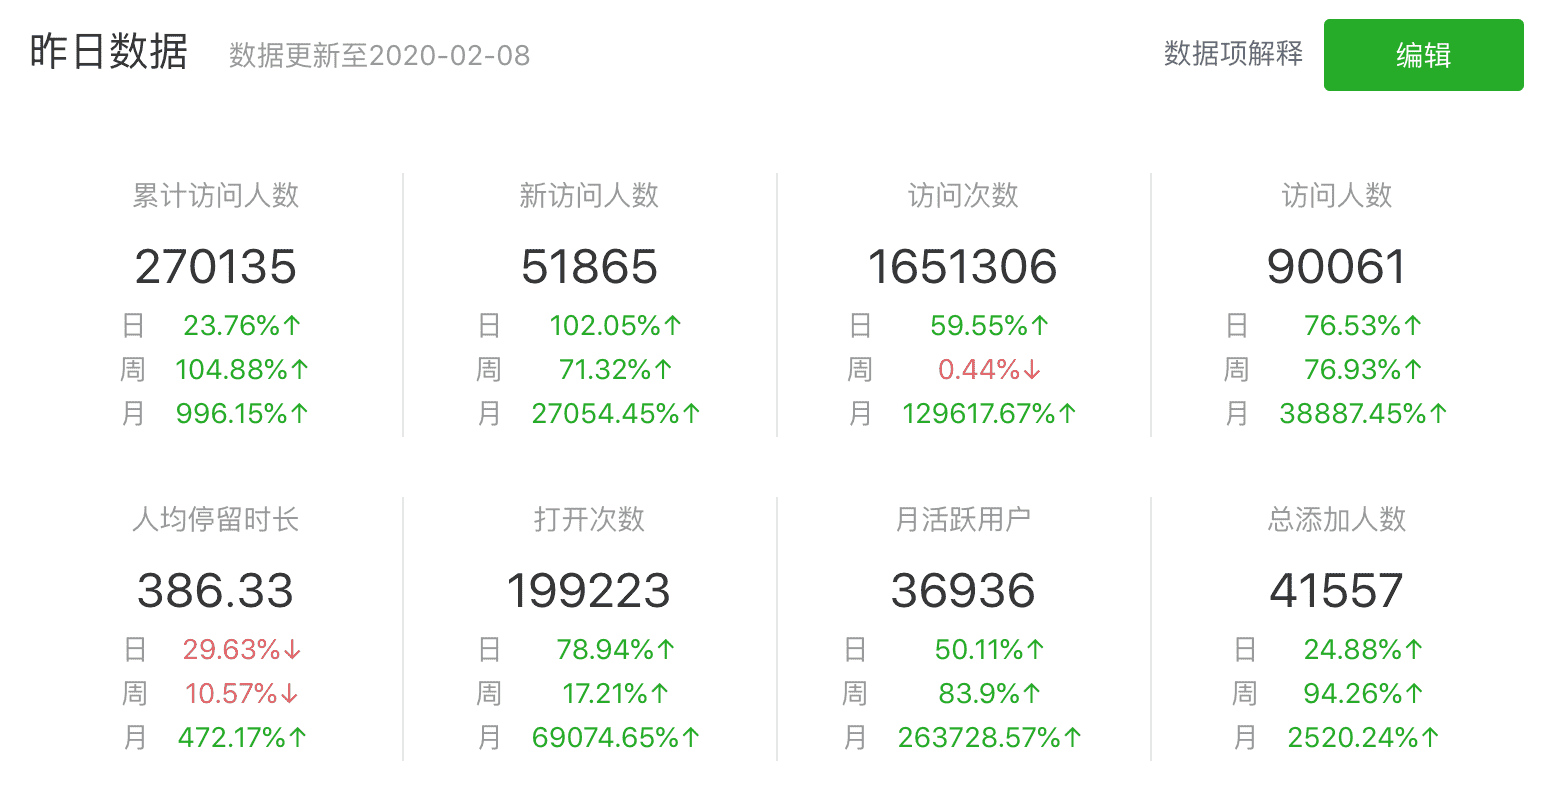 昨日数据 数据更新至2020-02-08 数据项解释 编辑
累计访问人数 新访问人数 访问次数 访问人数
270135 51865 1651306 90061
日 23.76%↑ 日 102.05%↑ 日 59.55%↑ 日 76.53%↑
周 104.88%↑ 周 71.32%↑ 周 0.44%↓ 周 76.93%↑
月 996.15%↑ 月 27054.45%↑ 月 129617.67%↑ 月 38887.45%↑
人均停留时长 打开次数 月活跃用户 总添加人数
386.33 199223 36936 41557
日 29.63%↓ 日 78.94%↑ 日 50.11%↑ 日 24.88%↑
周 10.57%↓ 周 17.21%↑ 周 83.9%↑ 周 94.26%↑
月 472.17%↑ 月 69074.65%↑ 月 263728.57%↑ 月 2520.24%↑